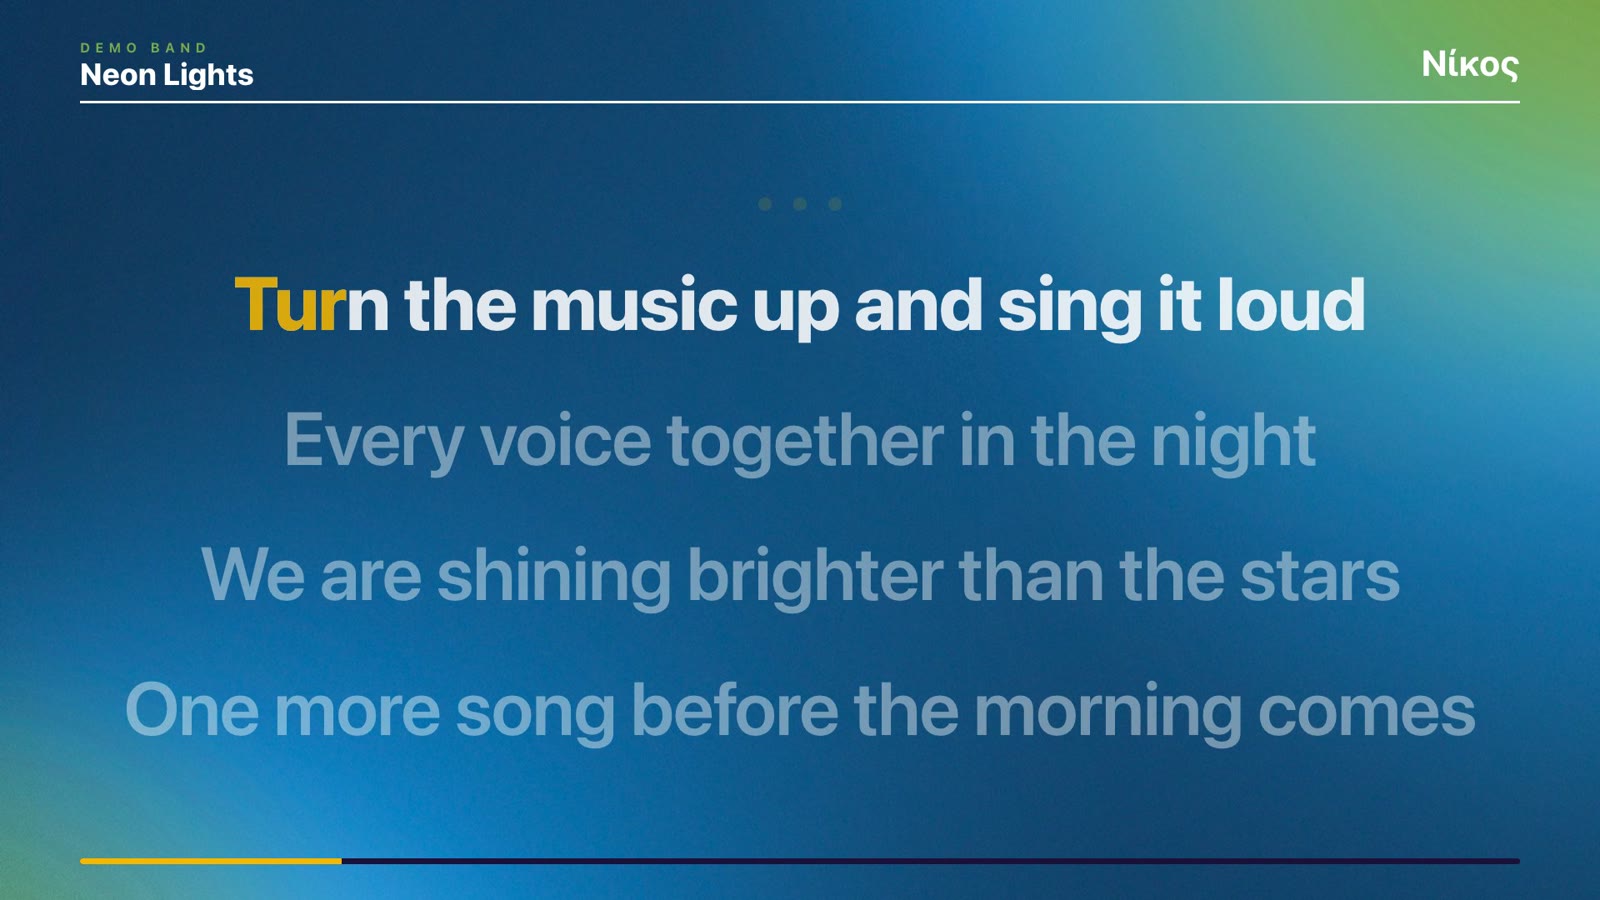 DEMO BAND
Neon Lights
Νίκος
Turn the music up and sing it loud
Every voice together in the night
We are shining brighter than the stars
One more song before the morning comes